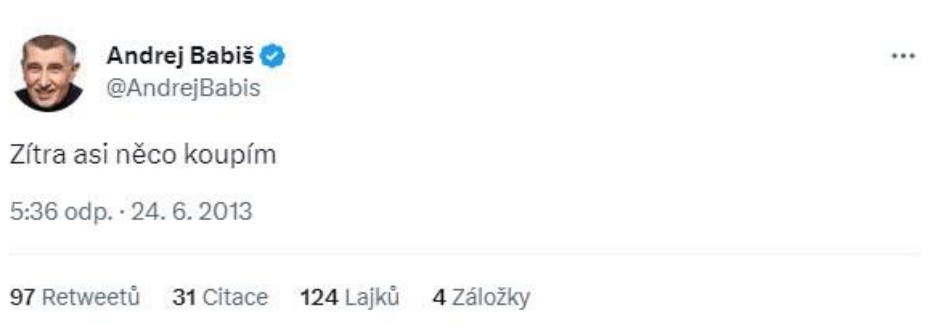 Andrej Babiš
@AndrejBabis
Zítra asi něco koupím
5:36 odp. · 24. 6. 2013
97 Retweetů 31 Citace 124 Lajků 4 Záložky